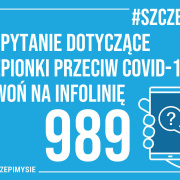 #SZCZE
PYTANIE DOTYCZĄCE
PIONKI PRZECIW COVID-1
WOŃ NA INFOLINIĘ
989
?
ZEPIMYSIE